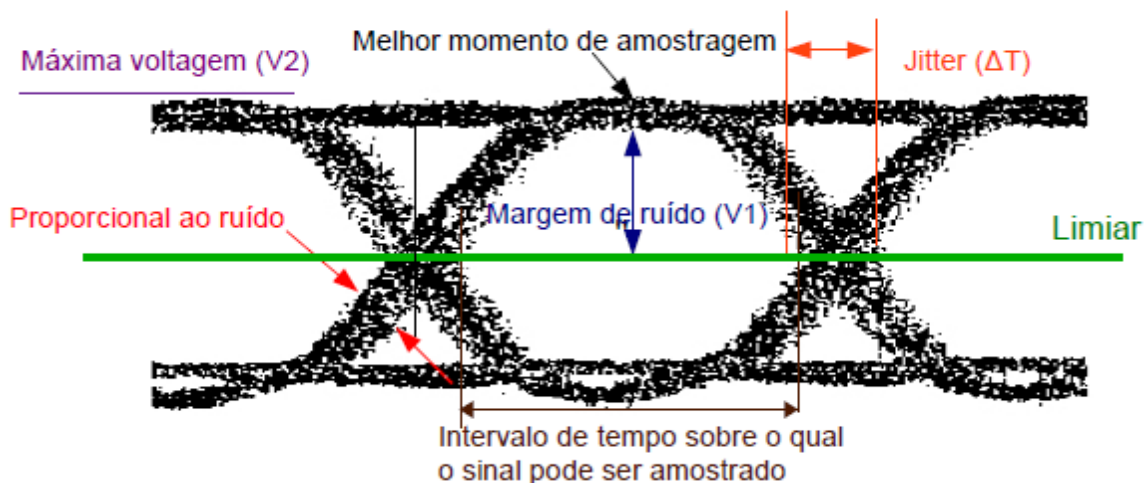 Melhor momento de amostragem
Máxima voltagem (V2)
Jitter (ΔT)
Proporcional ao ruído
Margem de ruído (V1)
Limiar
Intervalo de tempo sobre o qual
o sinal pode ser amostrado